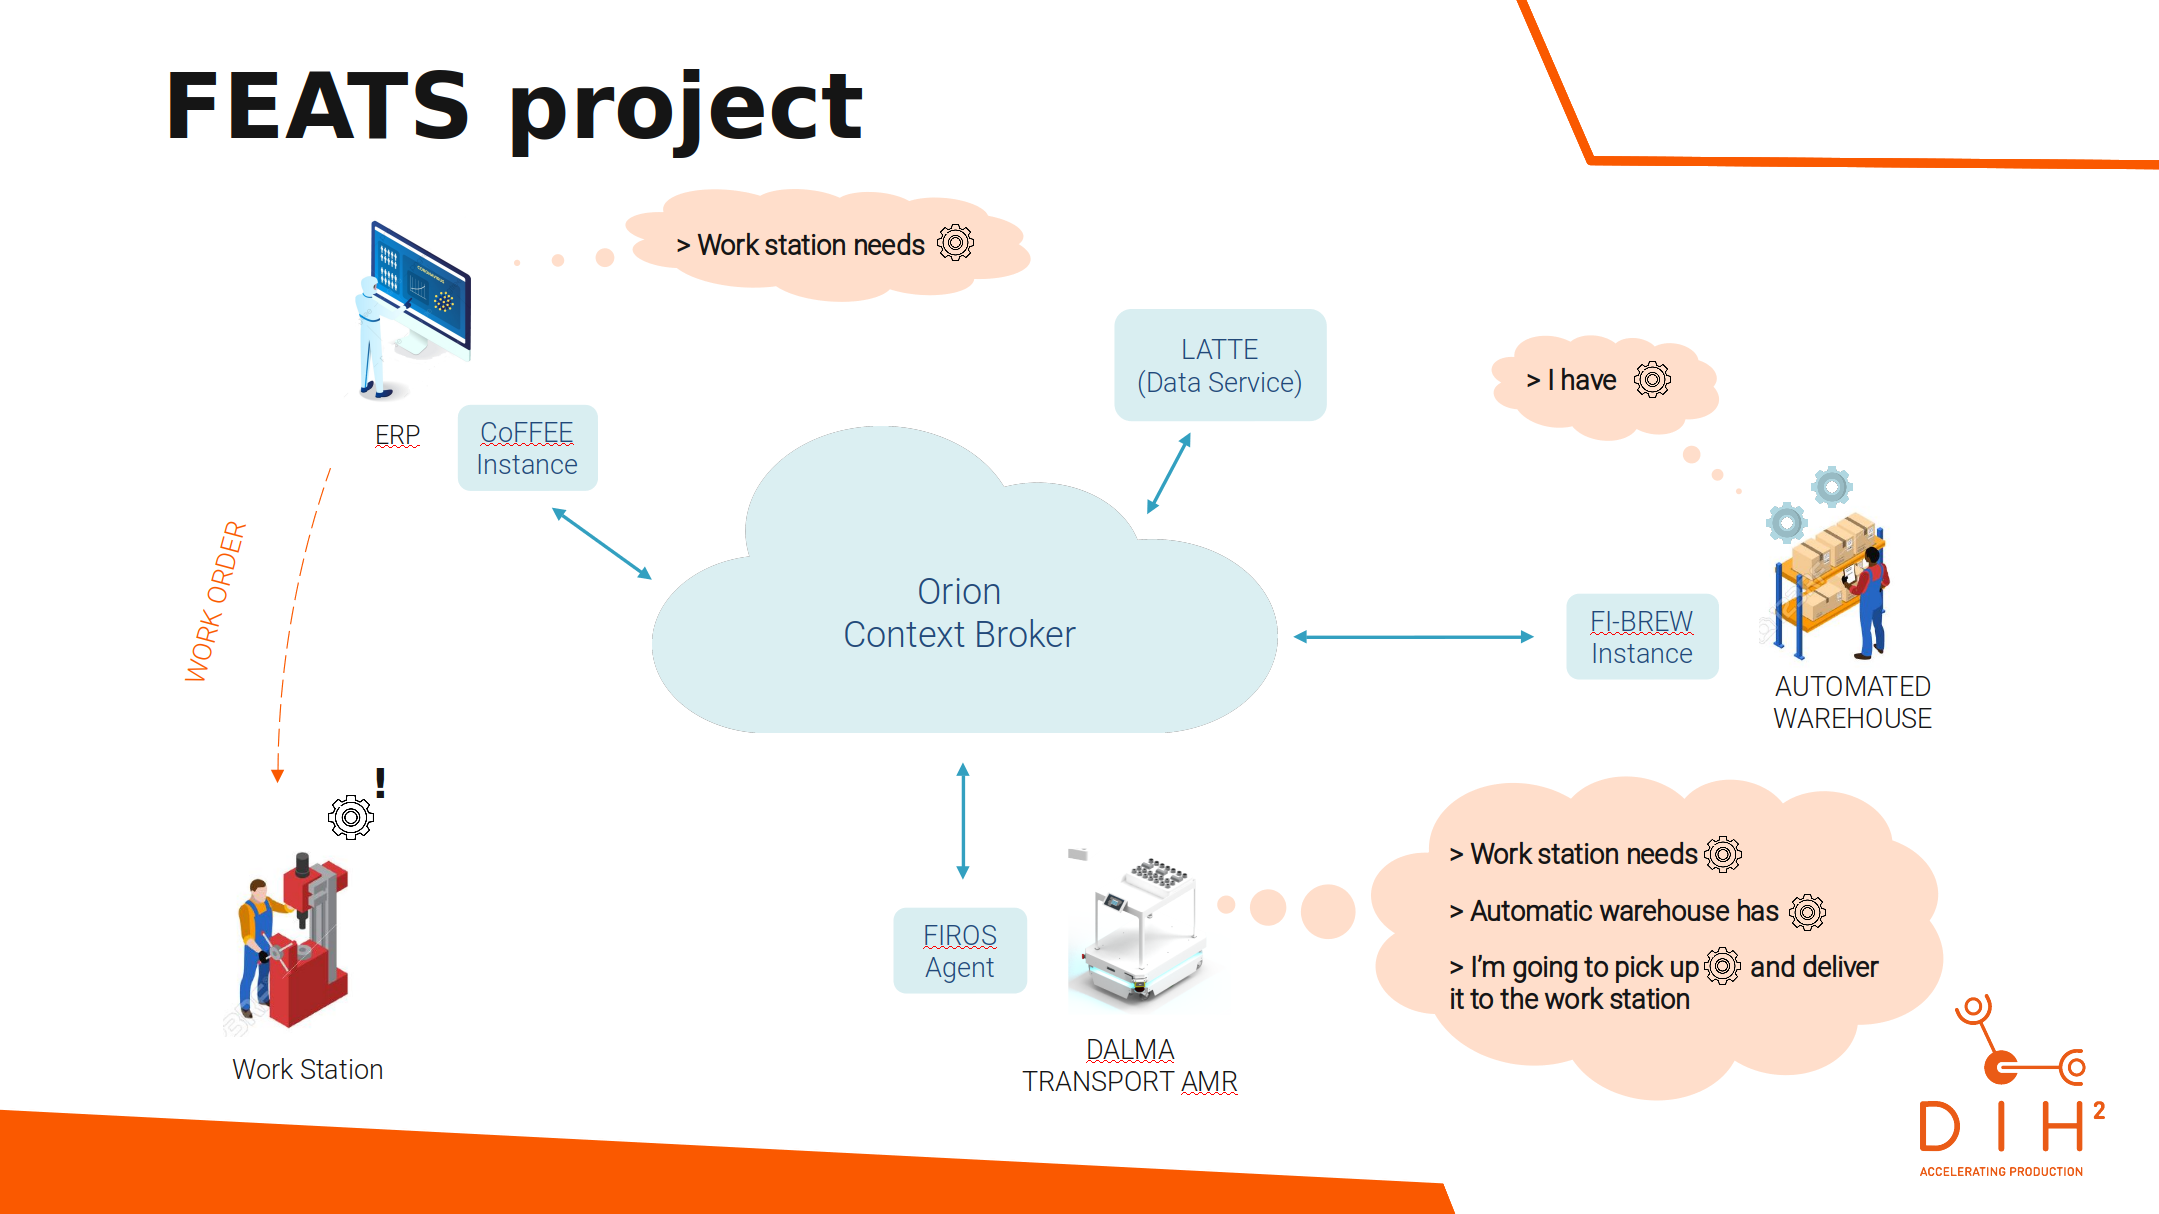 FEATS project
> Work station needs
LATTE
(Data Service)
> I have
ERP
CoFFEE
Instance
WORK ORDER
Orion
Context Broker
FI-BREW
Instance
AUTOMATED
WAREHOUSE
!
> Work station needs
> Automatic warehouse has
> I'm going to pick up and deliver
it to the work station
FIROS
Agent
DALMA
TRANSPORT AMR
Work Station
DIH²
ACCELERATING PRODUCTION